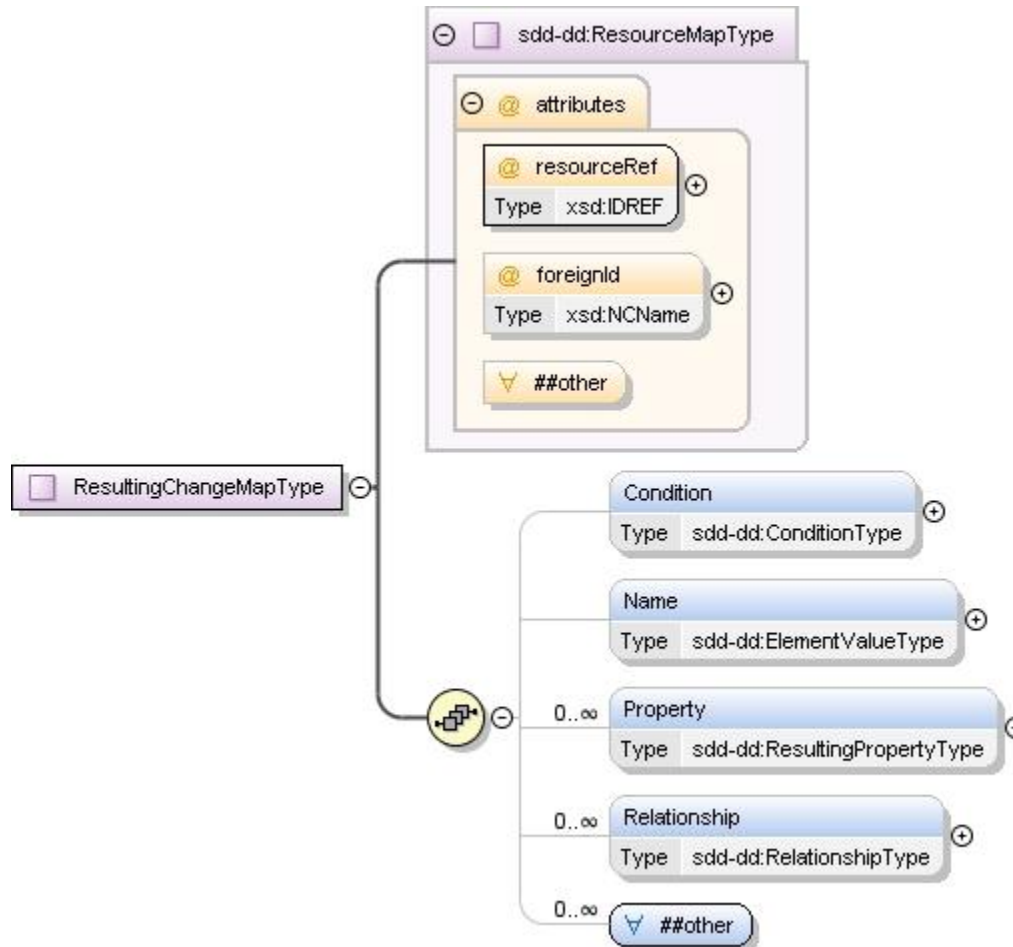 sdd-dd:ResourceMapType
@ attributes
@ resourceRef
Type xsd:IDREF
@ foreignId
Type xsd:NCName
∀ ##other
ResultingChangeMapType
Condition
Type sdd-dd:ConditionType
Name
Type sdd-dd:ElementValueType
0..∞ Property
Type sdd-dd:ResultingPropertyType
0..∞ Relationship
Type sdd-dd:RelationshipType
0..∞ ∀ ##other